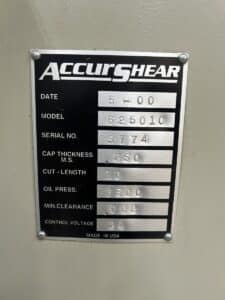 ACCURSHEAR
DATE 5-00
MODEL 625010
SERIAL NO. 3774
CAP THICKNESS .250
M.S.
CUT-LENGTH 10
OIL PRESS.
MIN. CLEARANCE
CONTROL VOLTAGE
MADE IN USA